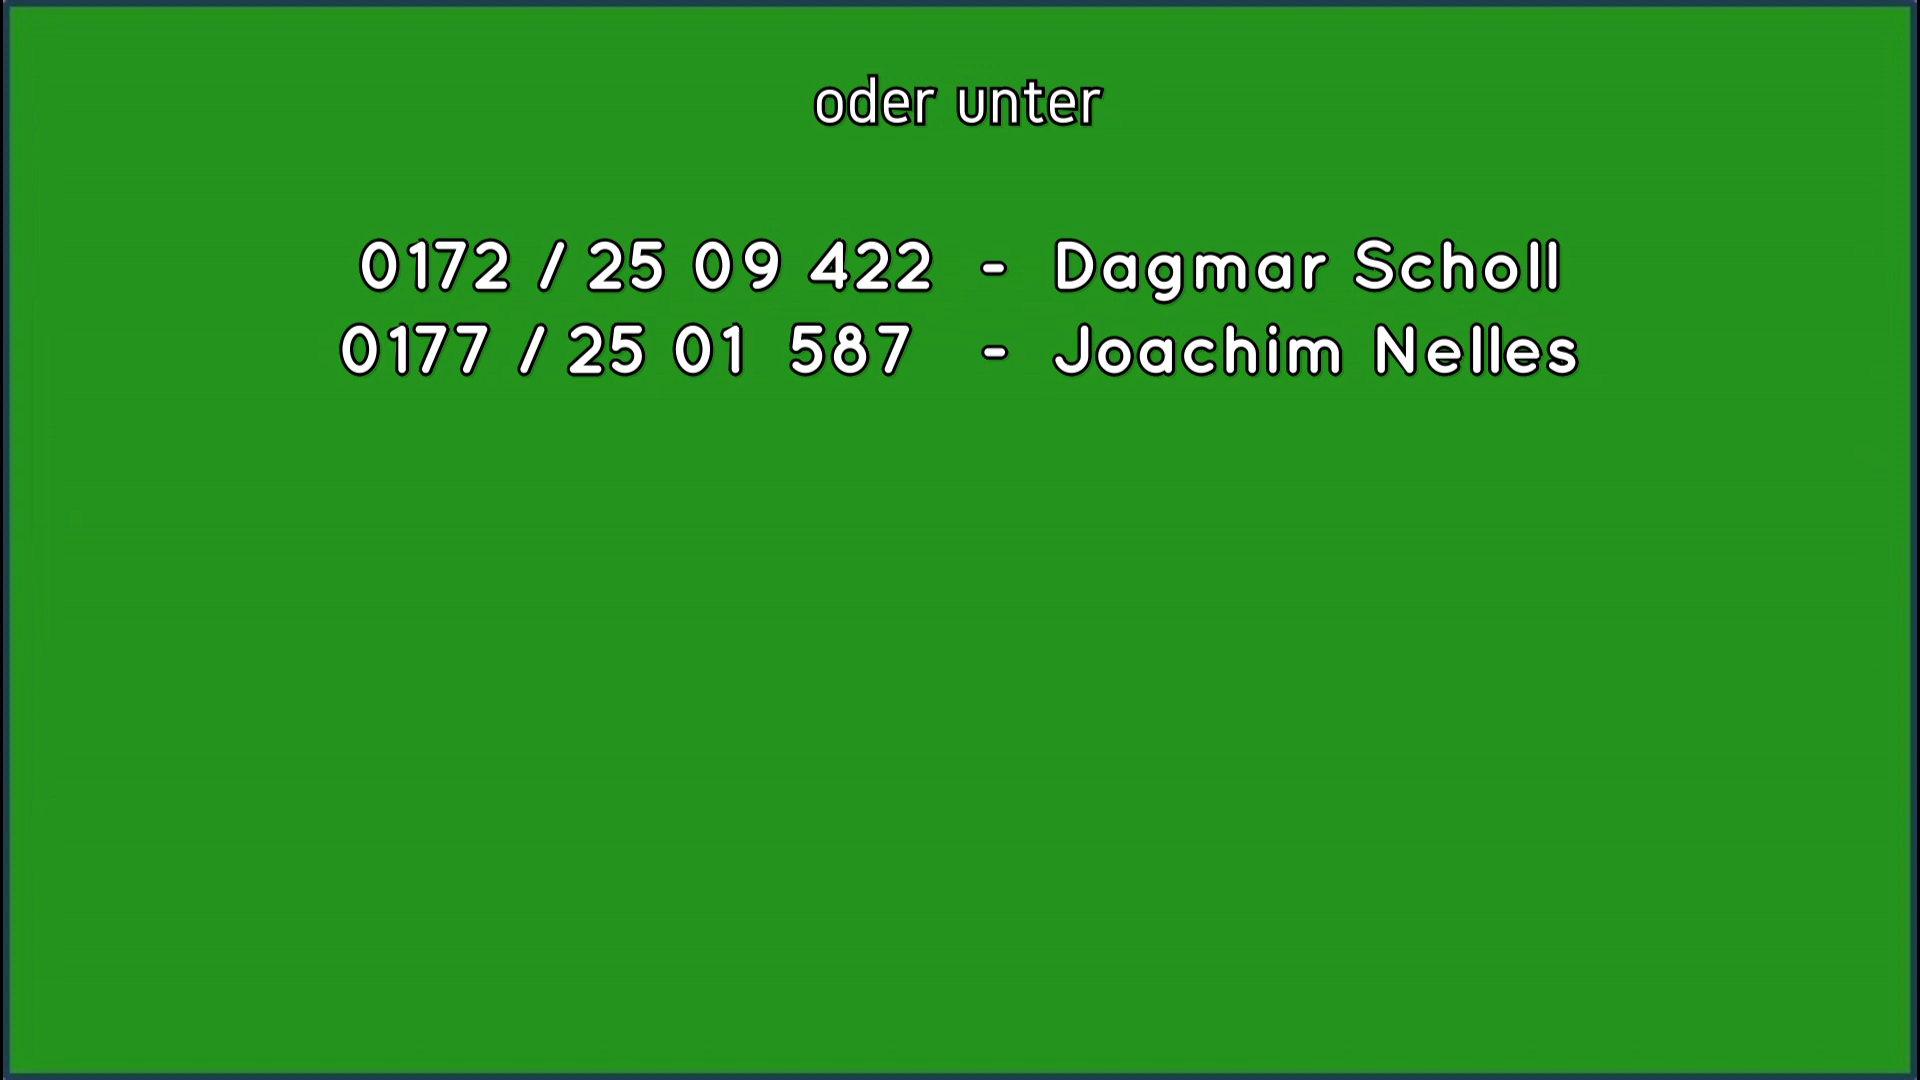 oder unter
0172 / 25 09 422 - Dagmar Scholl
0177 / 25 01 587 - Joachim Nelles